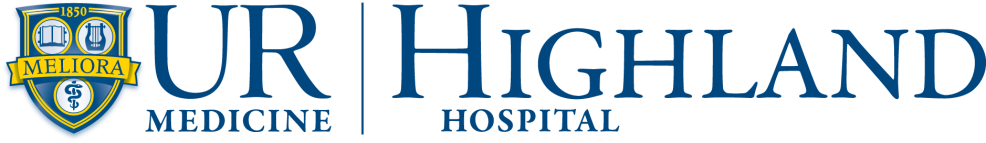 1850
MELIORA
UR
MEDICINE
HIGHLAND
HOSPITAL